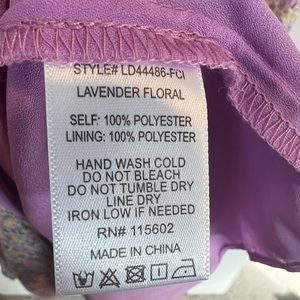 STYLE# LD44486-FCI
LAVENDER FLORAL
SELF: 100% POLYESTER
LINING: 100% POLYESTER
HAND WASH COLD
DO NOT BLEACH
DO NOT TUMBLE DRY
LINE DRY
IRON LOW IF NEEDED
RN# 115602
MADE IN CHINA